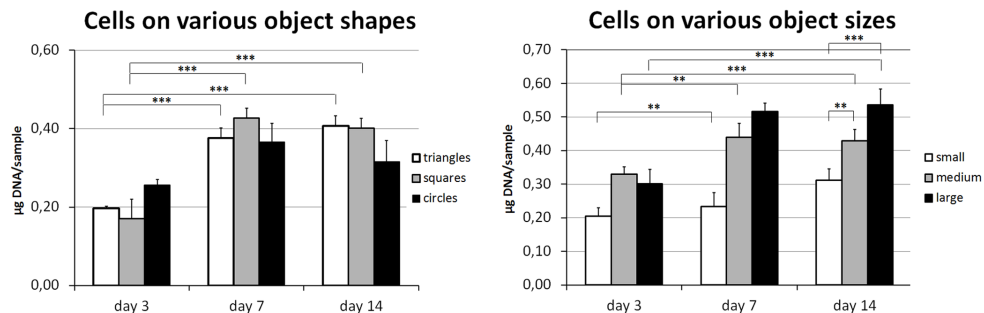 Cells on various object shapes
0,60
0,40
0,20
0,00
µg DNA/sample
***
***
***
***
day 3
day 7
day 14
triangles
squares
circles
Cells on various object sizes
0,70
0,60
0,50
0,40
0,30
0,20
0,10
0,00
µg DNA/sample
***
***
***
**
**
**
day 3
day 7
day 14
small
medium
large